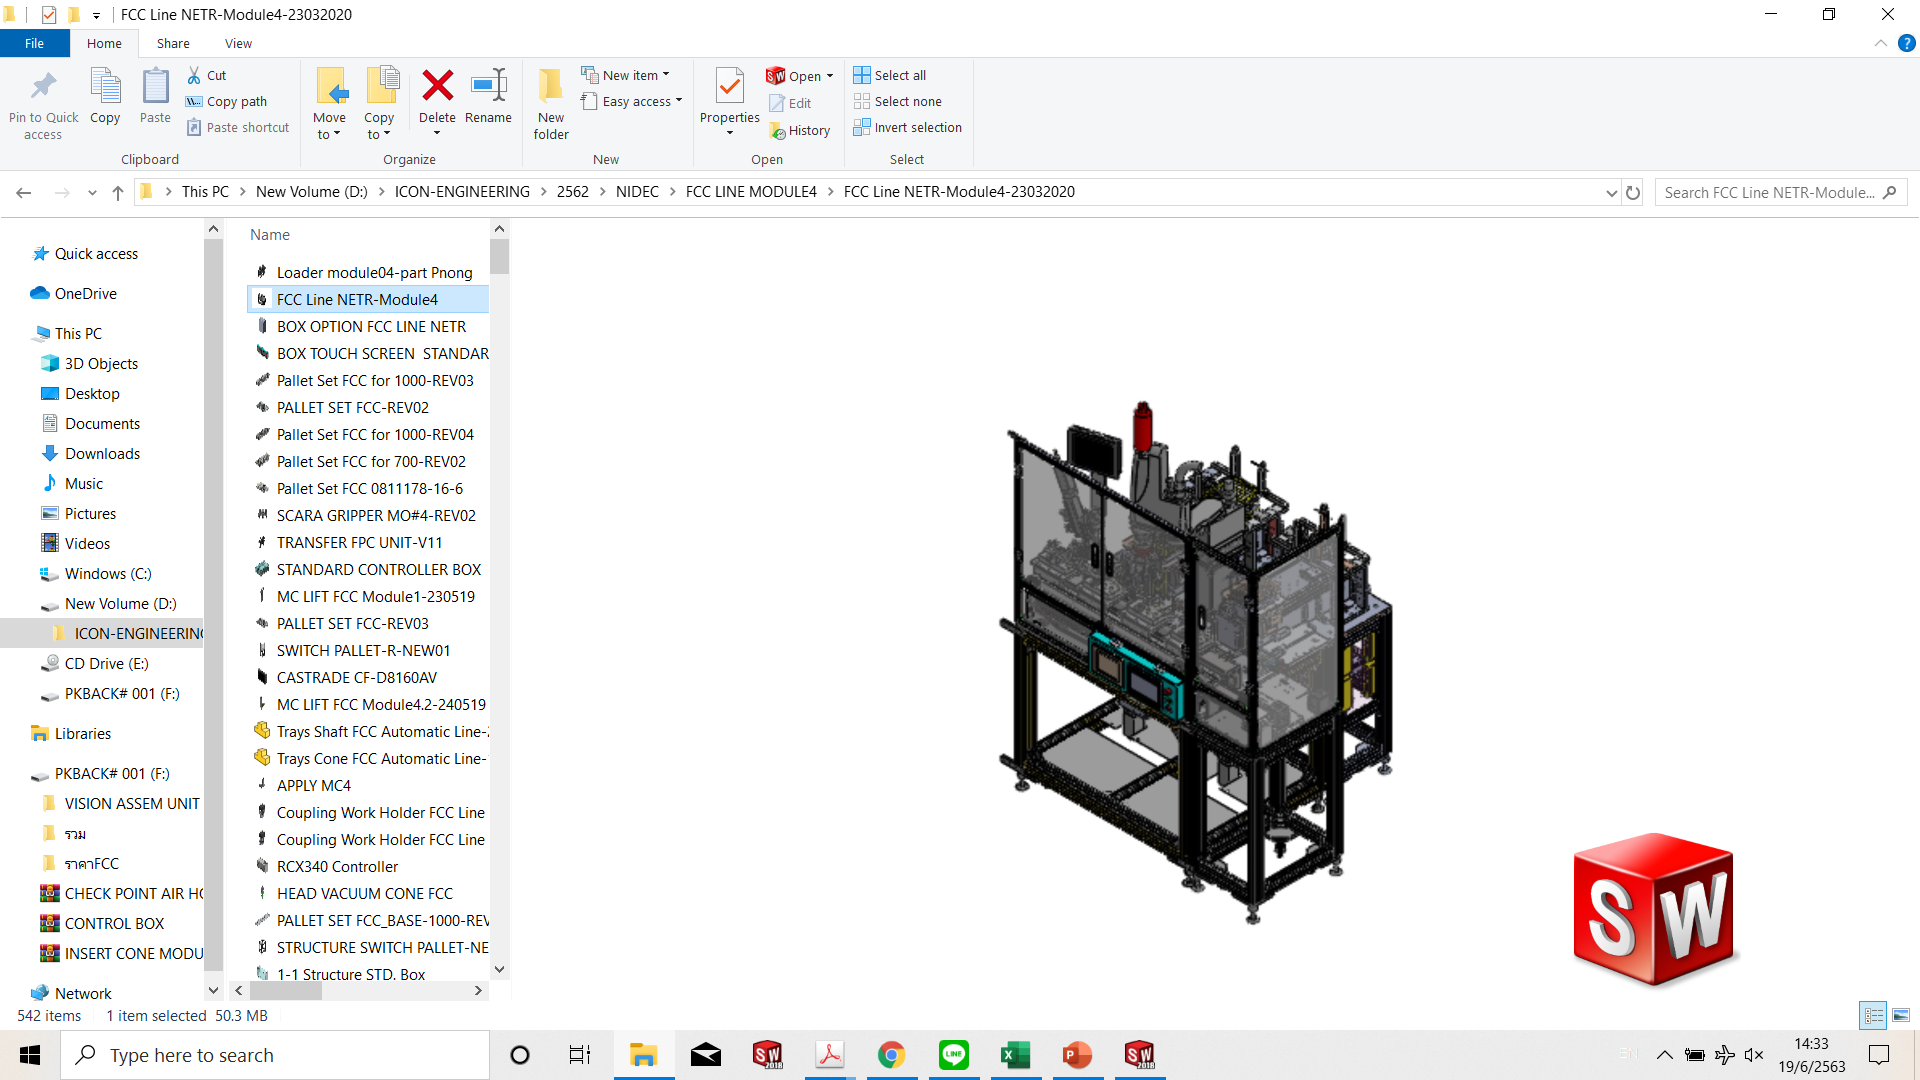 FCC Line NETR-Module4-23032020
File Home Share View
Pin to Quick access
Copy
Paste
Cut
Copy path
Paste shortcut
Clipboard
Move to
Copy to
Delete
Rename
Organize
New folder
New item
Easy access
New
Properties
Open
Edit
History
Open
Select all
Select none
Invert selection
Select
This PC > New Volume (D:) > ICON-ENGINEERING > 2562 > NIDEC > FCC LINE MODULE4 > FCC Line NETR-Module4-23032020
Search FCC Line NETR-Module...
Quick access
OneDrive
This PC
3D Objects
Desktop
Documents
Downloads
Music
Pictures
Videos
Windows (C:)
New Volume (D:)
ICON-ENGINEERING
CD Drive (E:)
PKBACK# 001 (F:)
Libraries
PKBACK# 001 (F:)
VISION ASSEM UNIT
รวม
ราคาFCC
CHECK POINT AIR HO
CONTROL BOX
INSERT CONE MODU
Network
Name
Loader module04-part Pnong
FCC Line NETR-Module4
BOX OPTION FCC LINE NETR
BOX TOUCH SCREEN  STANDAR
Pallet Set FCC for 1000-REV03
PALLET SET FCC-REV02
Pallet Set FCC for 1000-REV04
Pallet Set FCC for 700-REV02
Pallet Set FCC 0811178-16-6
SCARA GRIPPER MO#4-REV02
TRANSFER FPC UNIT-V11
STANDARD CONTROLLER BOX
MC LIFT FCC Module1-230519
PALLET SET FCC-REV03
SWITCH PALLET-R-NEW01
CASTRADE CF-D8160AV
MC LIFT FCC Module4.2-240519
Trays Shaft FCC Automatic Line-2
Trays Cone FCC Automatic Line-
APPLY MC4
Coupling Work Holder FCC Line
Coupling Work Holder FCC Line
RCX340 Controller
HEAD VACUUM CONE FCC
PALLET SET FCC_BASE-1000-REV
STRUCTURE SWITCH PALLET-NE
1-1 Structure STD. Box
SW
542 items 1 item selected 50.3 MB
Type here to search
SW 2018
LINE
SW 2018
EN
14:33
19/6/2563